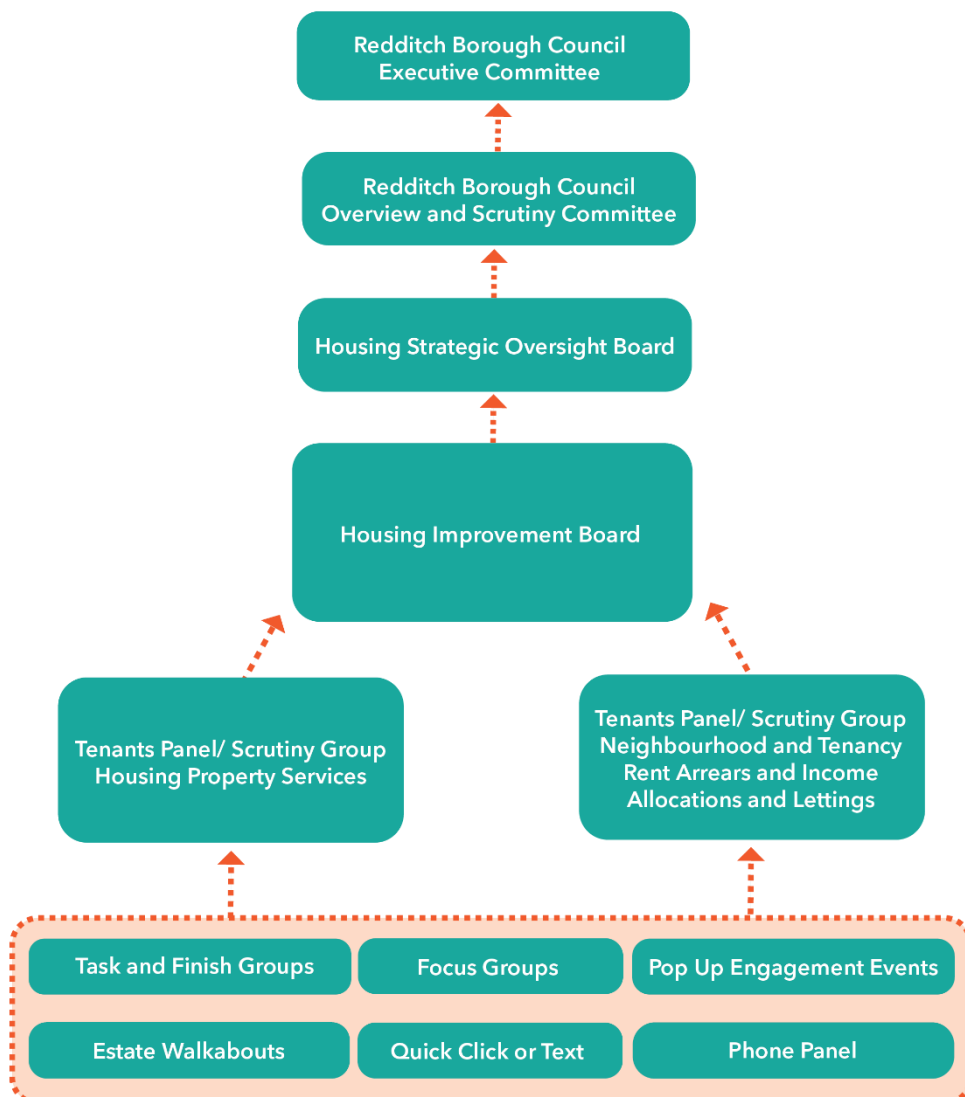 Redditch Borough Council
Executive Committee
Redditch Borough Council
Overview and Scrutiny Committee
Housing Strategic Oversight Board
Housing Improvement Board
Tenants Panel/ Scrutiny Group
Housing Property Services
Tenants Panel/ Scrutiny Group
Neighbourhood and Tenancy
Rent Arrears and Income
Allocations and Lettings
Task and Finish Groups
Focus Groups
Pop Up Engagement Events
Estate Walkabouts
Quick Click or Text
Phone Panel